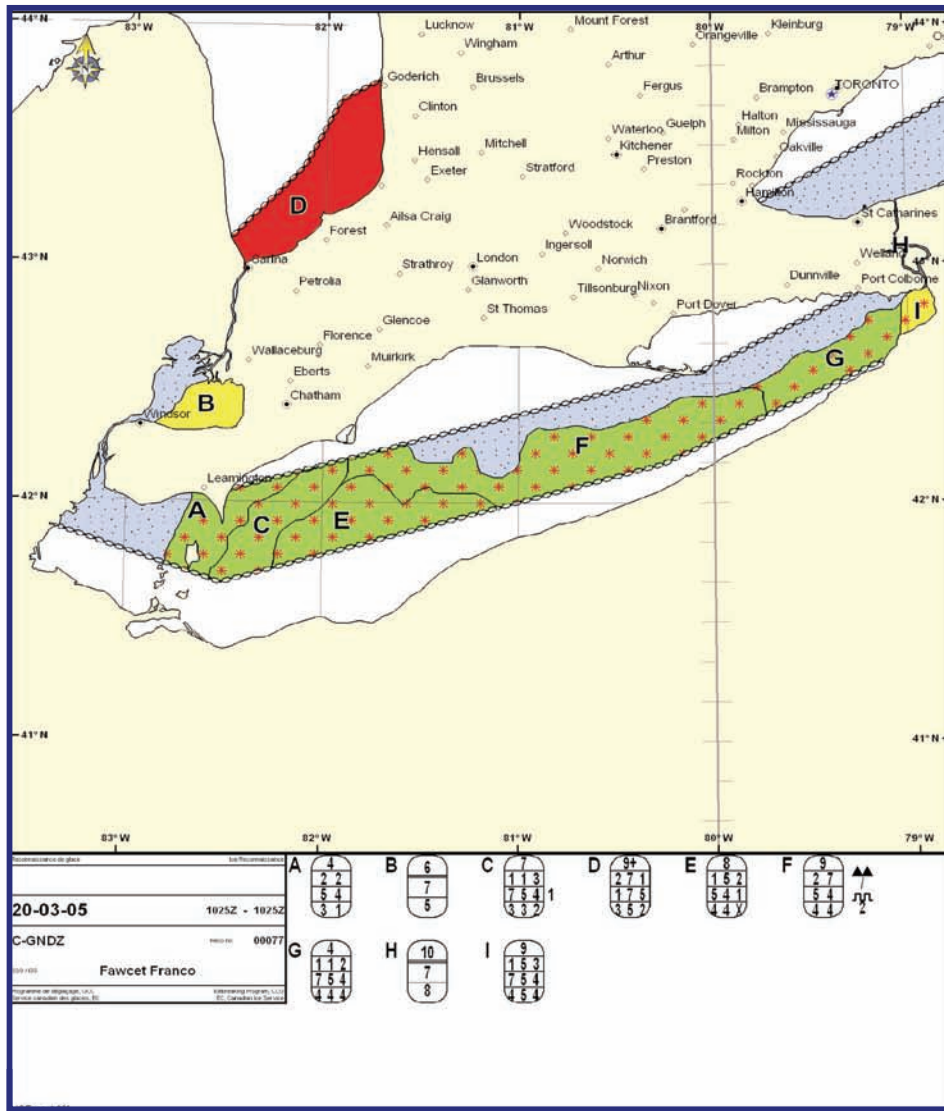 44°N 83°W 82°W 81°W 80°W 79°W 44°N
Lucknow Mount Forest Kleinburg
Wingham Orangeville
Arthur
Goderich Brussels Fergus Brampton TORONTO
Clinton Halton
Waterloo Guelph Milton Mississauga
Hensall Mitchell Kitchener Oakville
Exeter Stratford Preston
Rockton
D Hamilton
Ailsa Craig Woodstock Brantford St Catharines
Forest
Ingersoll H
43°N Sarnia London Norwich Welland
Strathroy Dunnville
Petrolia Glanworth Tillsonburg Nixon Port Colborne
St Thomas Port Dover I
Florence Glencoe
Wallaceburg Muirkirk G
Eberts
B Chatham
Windsor
F
Leamington
42°N 42°N
A C E
41°N 41°N
83°W 82°W 81°W 80°W 79°W
Reconnaissance de glace Ice Reconnaissance
20-03-05 1025Z - 1025Z
C-GNDZ 00077
Fawcet Franco
A
4
2 2
5 4
3 1
B
6
7
5
C
7
1 1 3
7 5 4 1
3 3 2
D
9+
2 7 1
1 7 5
3 5 2
E
8
1 5 2
5 4 1
4 4 X
F
9
2 7
5 4
4 4
2
G
4
1 1 2
7 5 4
4 4 4
H
10
7
8
I
9
1 5 3
7 5 4
4 5 4